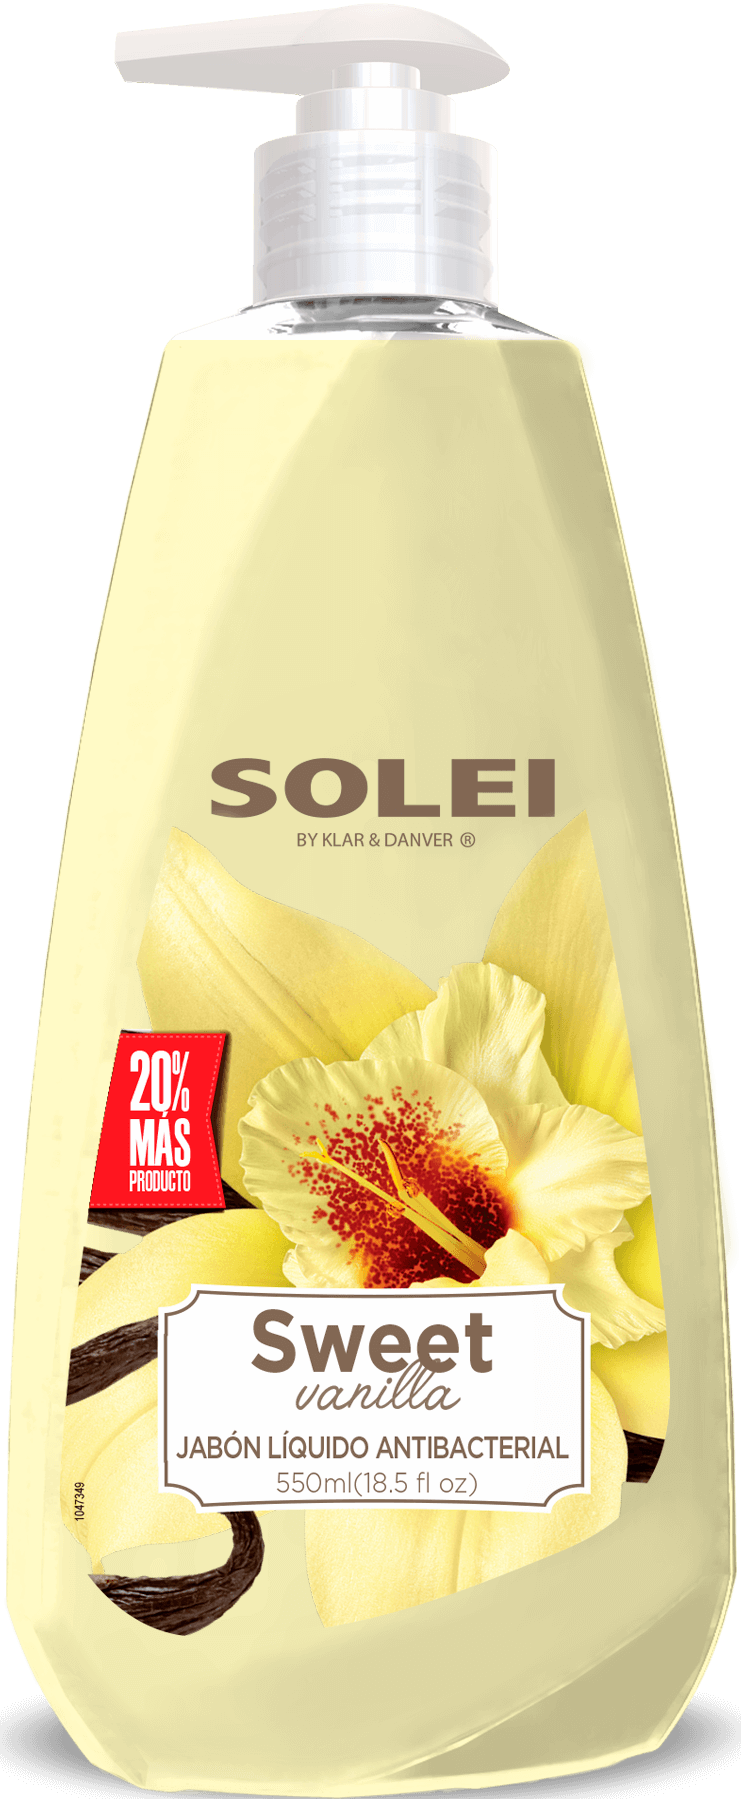 SOLEI
BY KLAR & DANVER ®
20%
MÁS
PRODUCTO
Sweet
vanilla
JABÓN LÍQUIDO ANTIBACTERIAL
550ml(18.5 fl oz)
1047349